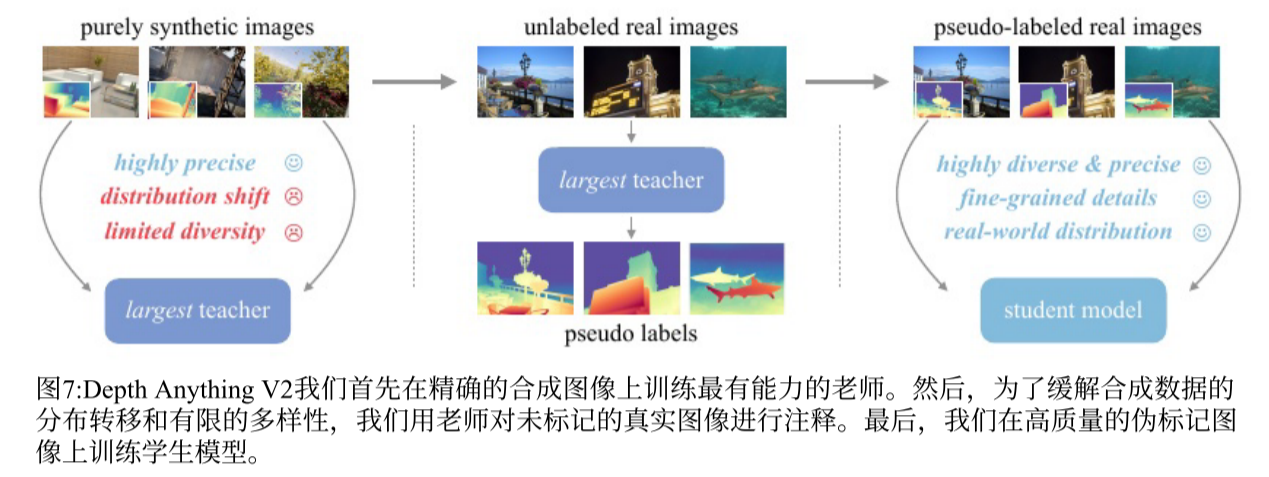 purely synthetic images
unlabeled real images
pseudo-labeled real images
highly precise
distribution shift
limited diversity
largest teacher
largest teacher
pseudo labels
highly diverse & precise
fine-grained details
real-world distribution
student model
图7:Depth Anything V2我们首先在精确的合成图像上训练最有能力的老师。然后，为了缓解合成数据的
分布转移和有限的多样性，我们用老师对未标记的真实图像进行注释。最后，我们在高质量的伪标记图
像上训练学生模型。